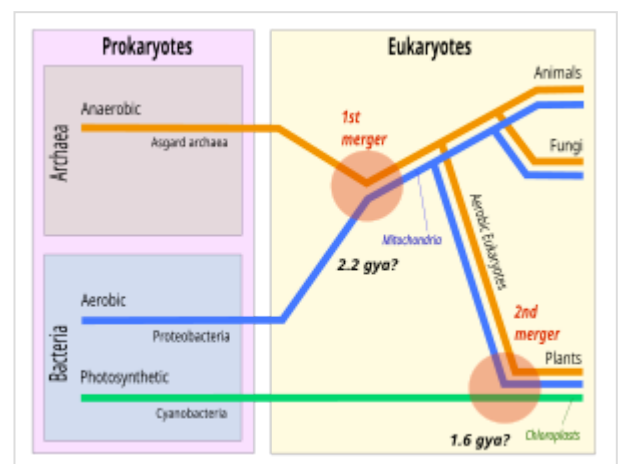 Prokaryotes
Eukaryotes
Archaea
Anaerobic
Asgard archaea
Bacteria
Aerobic
Proteobacteria
Photosynthetic
Cyanobacteria
1st
merger
2.2 gya?
Mitochondria
Animals
Fungi
Aerobic Eukaryotes
2nd
merger
Plants
1.6 gya?
Chloroplasts